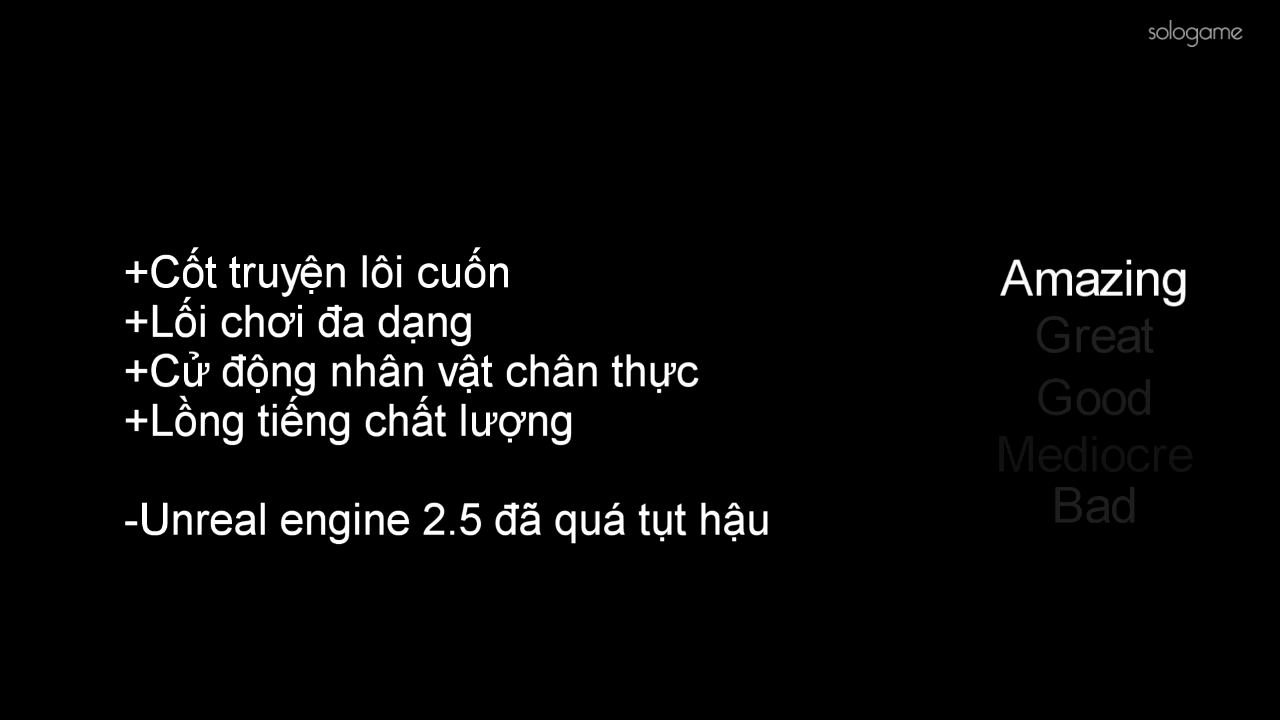 sologame
+Cốt truyện lôi cuốn
+Lối chơi đa dạng
+Cử động nhân vật chân thực
+Lồng tiếng chất lượng
-Unreal engine 2.5 đã quá tụt hậu
Amazing
Great
Good
Mediocre
Bad